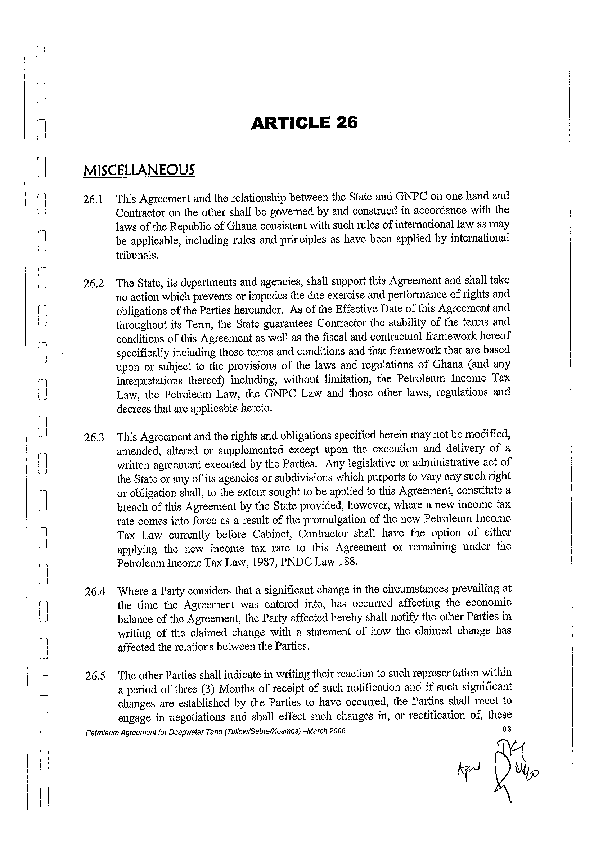 ARTICLE 26
MISCELLANEOUS
26.1 This Agreement and the relationship between the State and GNPC on one hand and
Contractor on the other shall be governed by and construed in accordance with the
laws of the Republic of Ghana consistent with such rules of international law as may
be applicable, including rules and principles as have been applied by international
tribunals.
26.2 The State, its departments and agencies, shall support this Agreement and shall take
no action which prevents or impedes the due exercise and performance of rights and
obligations of the Parties hereunder. As of the Effective Date of this Agreement and
throughout its Term, the State guarantees Contractor the stability of the terms and
conditions of this Agreement as well as the fiscal and contractual framework hereof
specifically including those terms and conditions and that framework that are based
upon or subject to the provisions of the laws and regulations of Ghana (and any
interpretations thereof) including, without limitation, the Petroleum Income Tax
Law, the Petroleum Law, the GNPC Law and those other laws, regulations and
decrees that are applicable hereto.
26.3 This Agreement and the rights and obligations specified herein may not be modified,
amended, altered or supplemented except upon the execution and delivery of a
written agreement executed by the Parties. Any legislative or administrative act of
the State or any of its agencies or subdivisions which purports to vary any such right
or obligation shall, to the extent sought to be applied to this Agreement, constitute a
breach of this Agreement by the State provided, however, where a new income tax
rate comes into force as a result of the promulgation of the new Petroleum Income
Tax Law currently before Cabinet, Contractor shall have the option of either
applying the new income tax rate to this Agreement or remaining under the
Petroleum Income Tax Law, 1987, PNDC Law 188.
26.4 Where a Party considers that a significant change in the circumstances prevailing at
the time the Agreement was entered into, has occurred affecting the economic
balance of the Agreement, the Party affected hereby shall notify the other Parties in
writing of the claimed change with a statement of how the claimed change has
affected the relations between the Parties.
26.5 The other Parties shall indicate in writing their reaction to such representation within
a period of three (3) Months of receipt of such notification and if such significant
changes are established by the Parties to have occurred, the Parties shall meet to
engage in negotiations and shall effect such changes in, or rectification of, these
Petroleum Agreement for Deepwater Tano (Tullow/Sabre/Kosmos) –March 2006